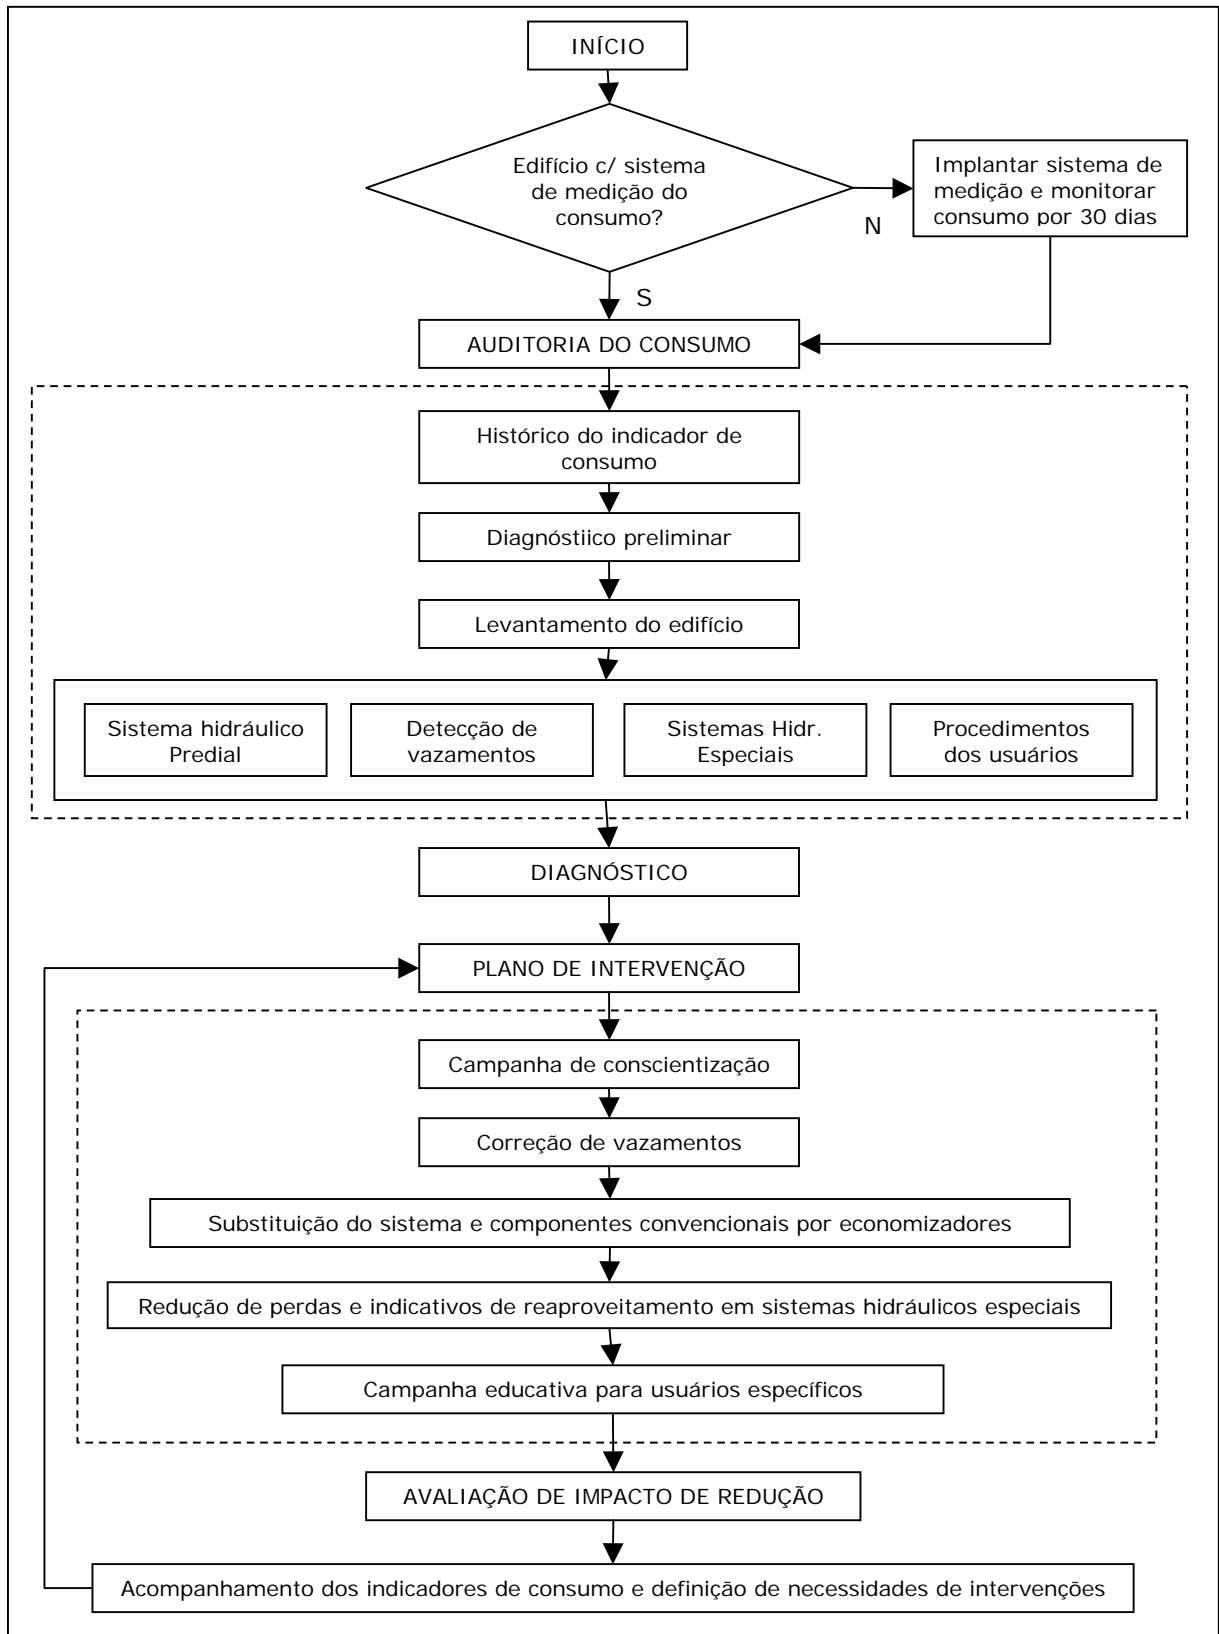 INÍCIO
Edifício c/ sistema
de medição do
consumo?
Implantar sistema de
medição e monitorar
consumo por 30 dias
N
S
AUDITORIA DO CONSUMO
Histórico do indicador de
consumo
Diagnóstiico preliminar
Levantamento do edifício
Sistema hidráulico
Predial
Detecção de
vazamentos
Sistemas Hidr.
Especiais
Procedimentos
dos usuários
DIAGNÓSTICO
PLANO DE INTERVENÇÃO
Campanha de conscientização
Correção de vazamentos
Substituição do sistema e componentes convencionais por economizadores
Redução de perdas e indicativos de reaproveitamento em sistemas hidráulicos especiais
Campanha educativa para usuários específicos
AVALIAÇÃO DE IMPACTO DE REDUÇÃO
Acompanhamento dos indicadores de consumo e definição de necessidades de intervenções